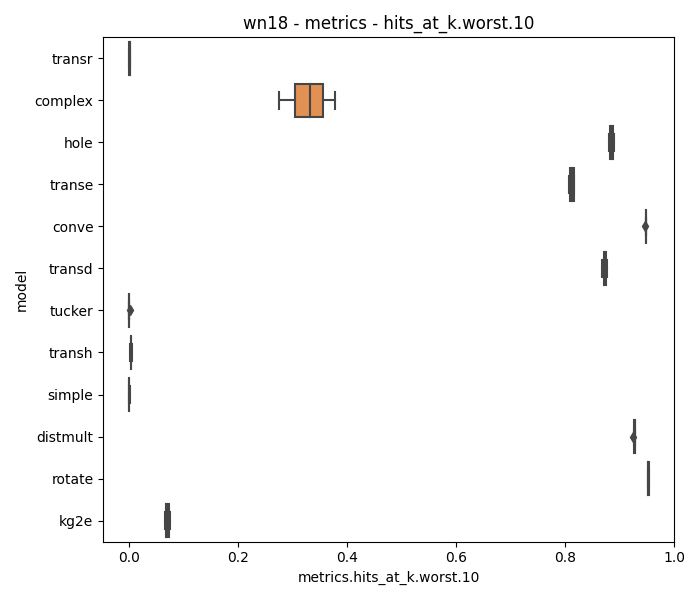 wn18 - metrics - hits_at_k.worst.10
transr
complex
hole
transe
conve
transd
tucker
transh
simple
distmult
rotate
kg2e
model
0.0 0.2 0.4 0.6 0.8 1.0
metrics.hits_at_k.worst.10